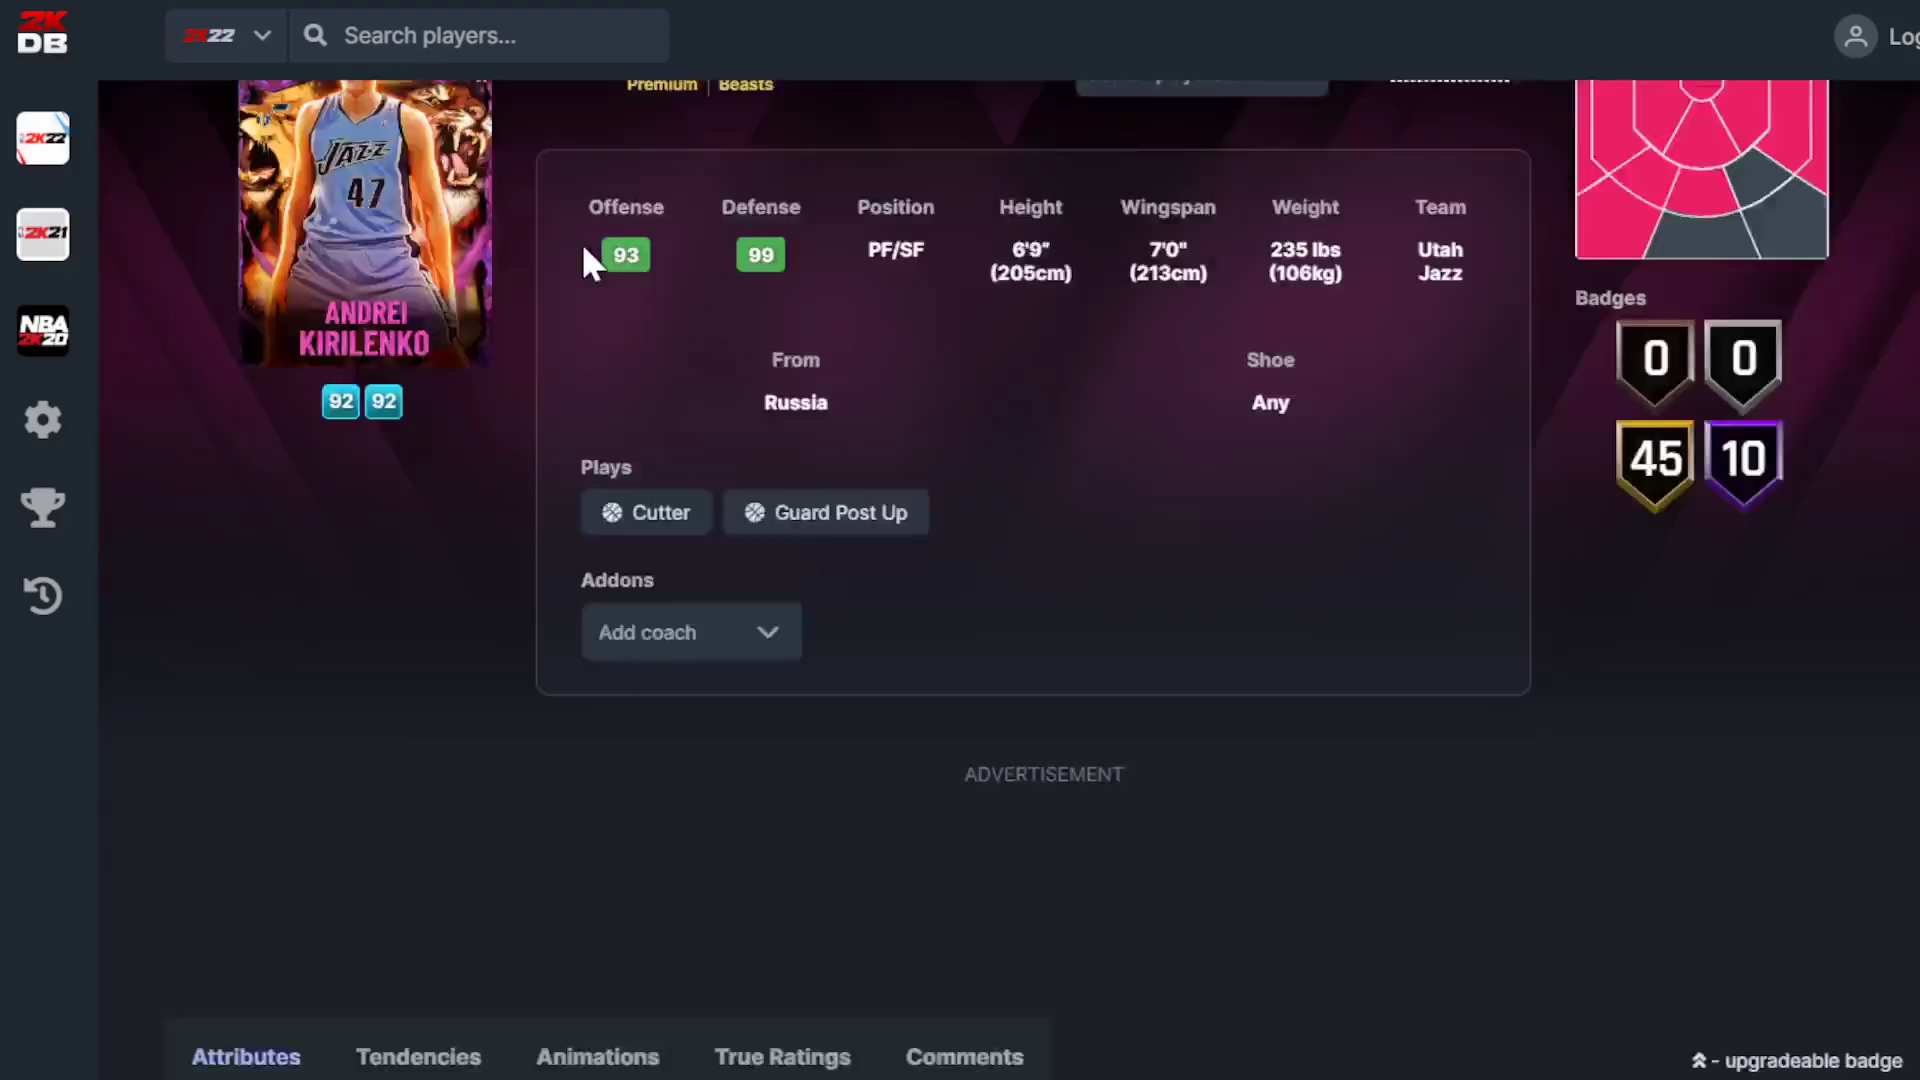 2K
DB
2K22
Search players...
Log
2K22
2K21
NBA
2K20
JAZZ
47
ANDREI
KIRILENKO
92 92
Premium Beasts
Offense Defense Position Height Wingspan Weight Team
93 99 PF/SF 6'9" 7'0" 235 lbs Utah
(205cm) (213cm) (106kg) Jazz
From Shoe
Russia Any
Plays
Cutter Guard Post Up
Addons
Add coach
Badges
0 0
45 10
ADVERTISEMENT
Attributes Tendencies Animations True Ratings Comments
- upgradeable badge